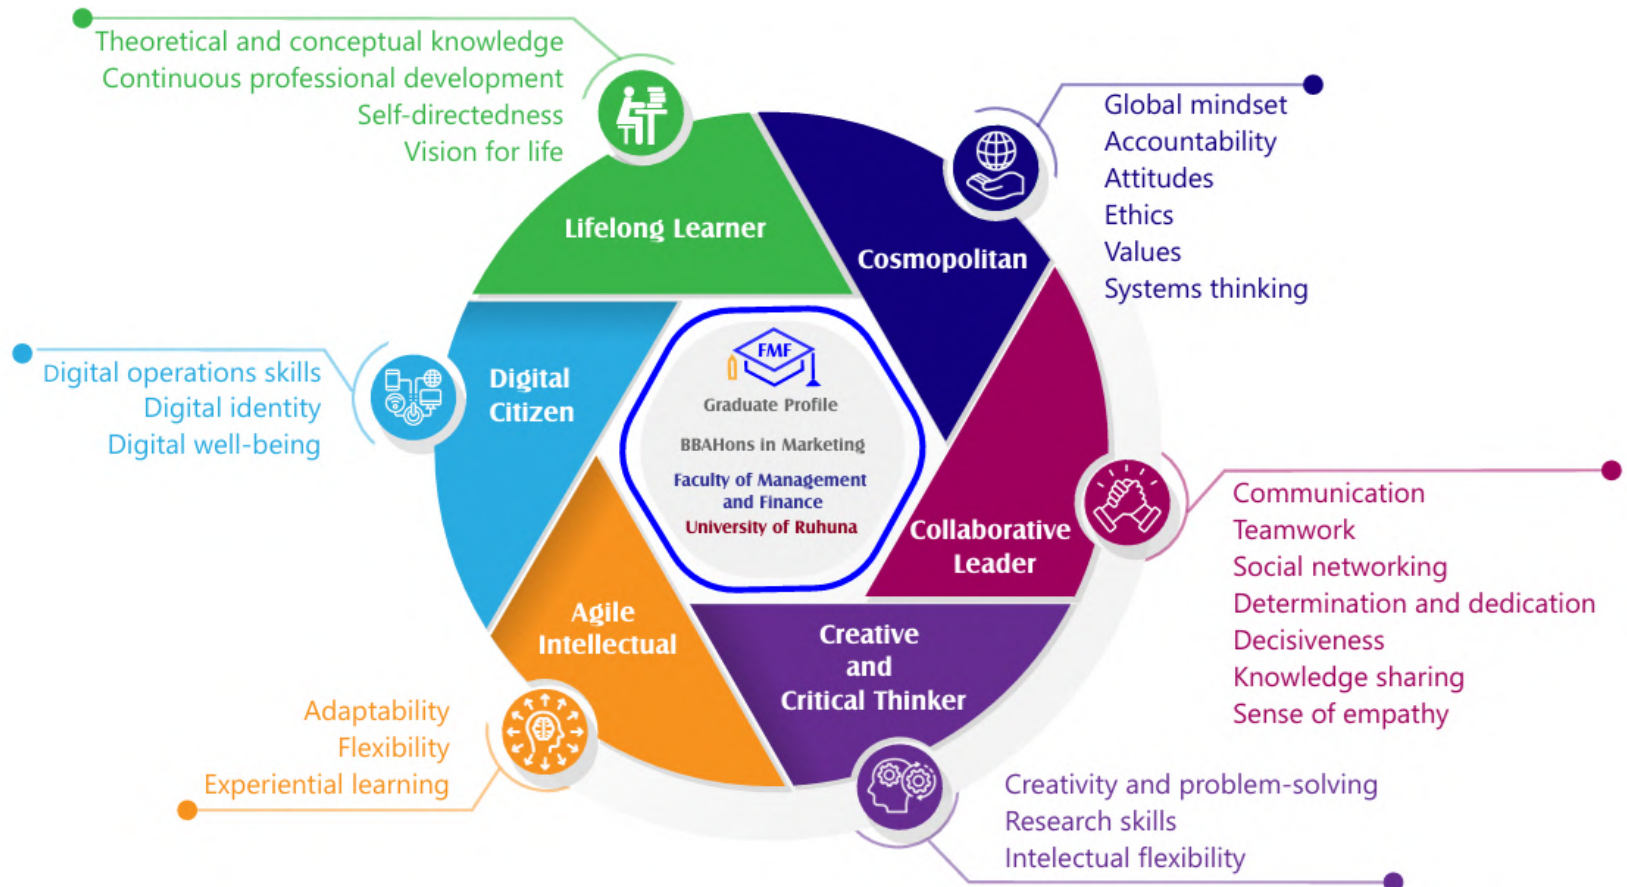 Theoretical and conceptual knowledge
Continuous professional development
Self-directedness
Vision for life
Lifelong Learner
Global mindset
Accountability
Attitudes
Ethics
Values
Systems thinking
Cosmopolitan
Digital operations skills
Digital identity
Digital well-being
Digital
Citizen
FMF
Graduate Profile
BBAHons in Marketing
Faculty of Management
and Finance
University of Ruhuna
Communication
Teamwork
Social networking
Determination and dedication
Decisiveness
Knowledge sharing
Sense of empathy
Collaborative
Leader
Agile
Intellectual
Adaptability
Flexibility
Experiential learning
Creative
and
Critical Thinker
Creativity and problem-solving
Research skills
Intelectual flexibility